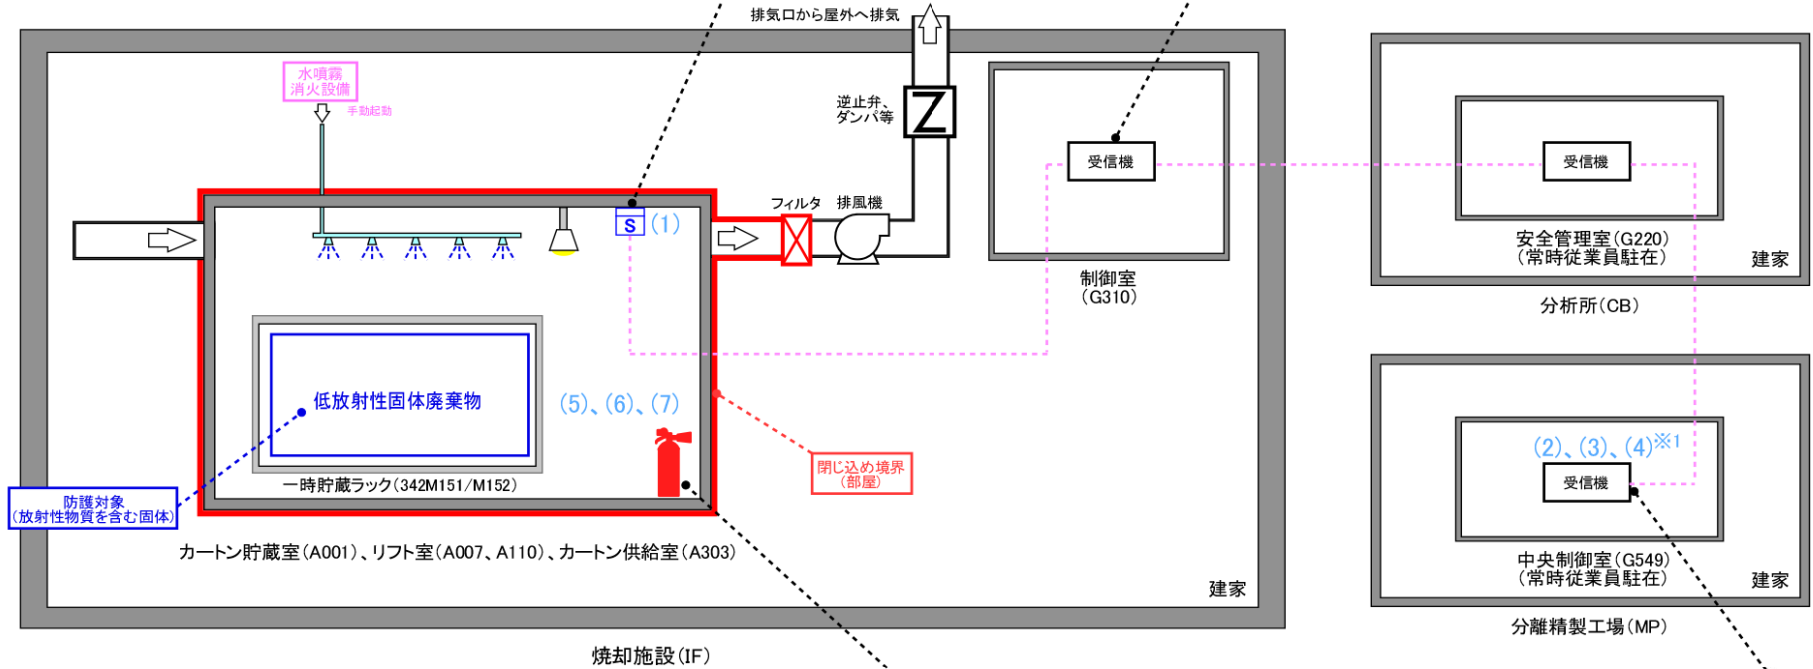 排気口から屋外へ排気
水噴霧
消火設備
手動起動
逆止弁、
ダンパ等
受信機
受信機
フィルタ
排風機
S
(1)
安全管理室(G220)
(常時従業員駐在)
建家
制御室
(G310)
分析所(CB)
低放射性固体廃棄物
(5)、(6)、(7)
(2)、(3)、(4)※1
閉じ込め境界
(部屋)
受信機
一時貯蔵ラック(342M151/M152)
防護対象
(放射性物質を含む固体)
カートン貯蔵室(A001)、リフト室(A007、A110)、カートン供給室(A303)
中央制御室(G549)
(常時従業員駐在)
建家
建家
分離精製工場(MP)
焼却施設(IF)